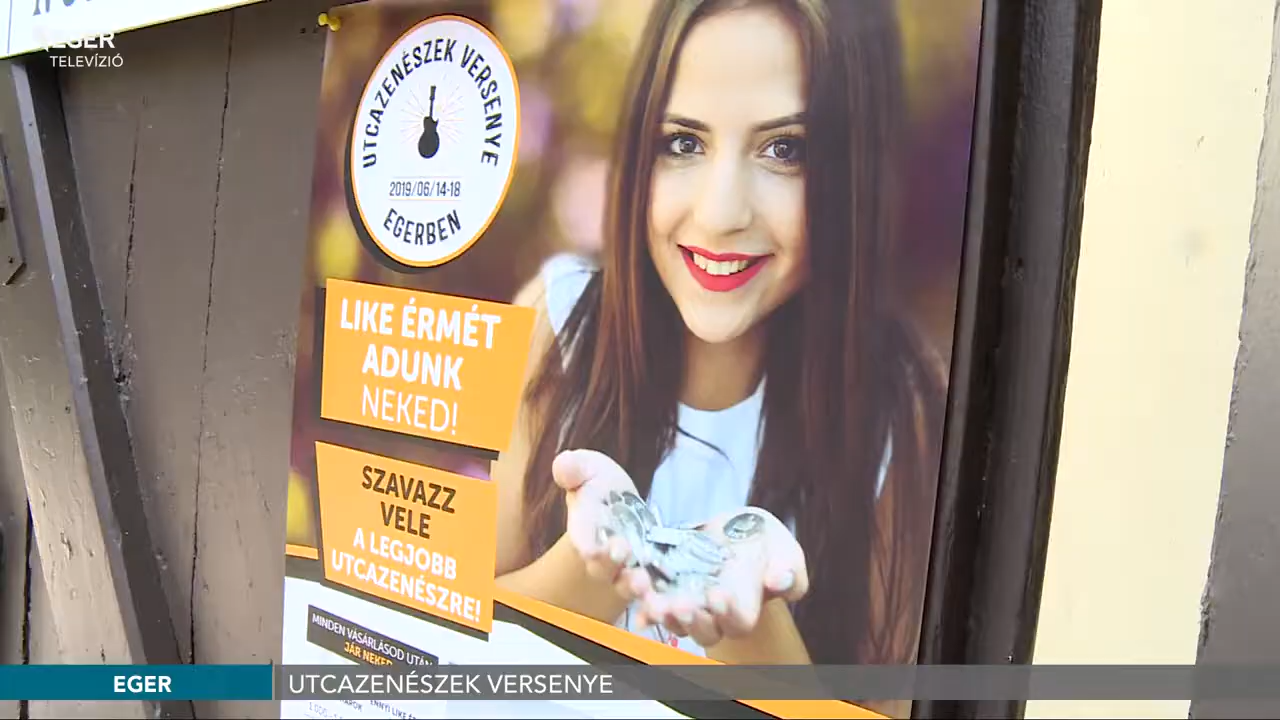 EGER
TELEVÍZIÓ
UTCAZENÉSZEK VERSENYE
2019/06/14-18
EGERBEN
LIKE ÉRMÉT
ADUNK
NEKED!
SZAVAZZ
VELE
A LEGJOBB
UTCAZENÉSZRE!
MINDEN VÁSÁRLÁSOD UTÁN
JÁR NEKED
EGER
UTCAZENÉSZEK VERSENYE